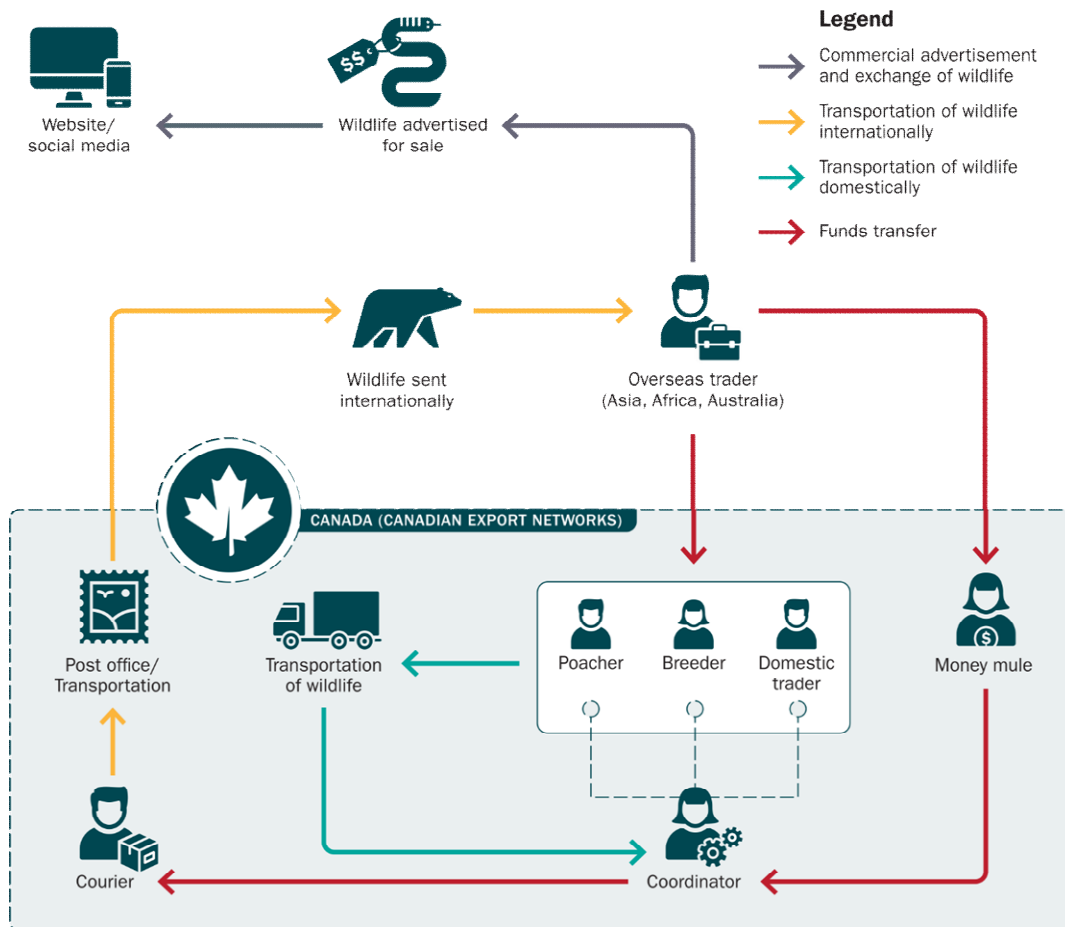 Legend
Commercial advertisement
and exchange of wildlife
Transportation of wildlife
internationally
Transportation of wildlife
domestically
Funds transfer
$$
Website/
social media
Wildlife advertised
for sale
Wildlife sent
internationally
Overseas trader
(Asia, Africa, Australia)
CANADA (CANADIAN EXPORT NETWORKS)
Post office/
Transportation
Transportation
of wildlife
Poacher
Breeder
Domestic
trader
$
Money mule
Courier
Coordinator